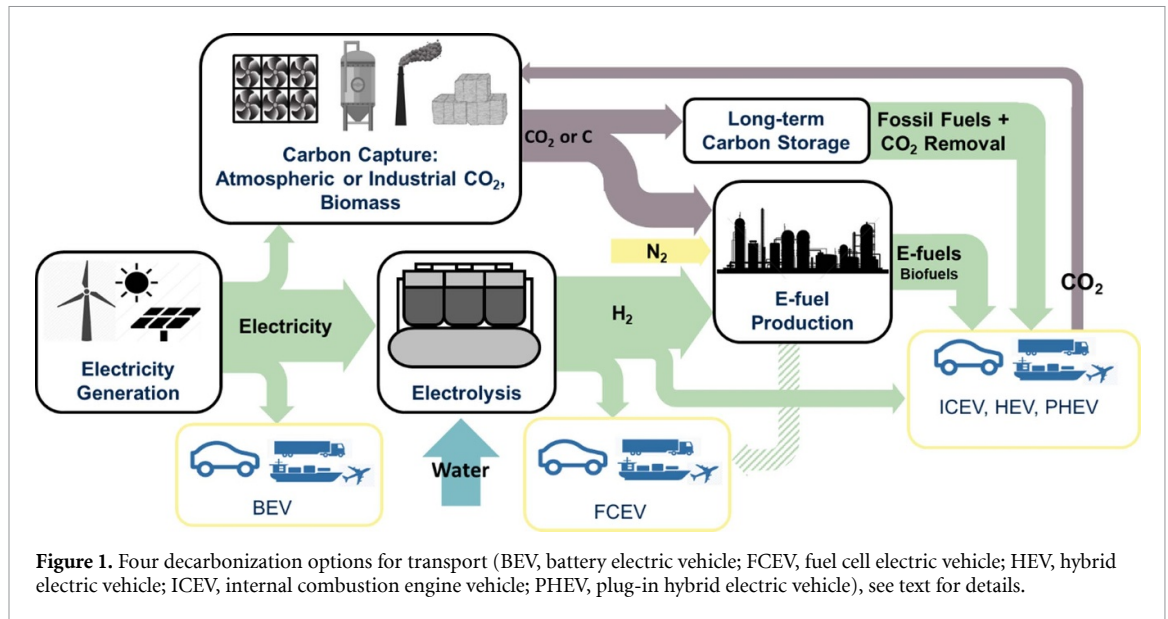 Carbon Capture:
Atmospheric or Industrial CO₂,
Biomass
CO₂ or C
Long-term
Carbon Storage
Fossil Fuels +
CO₂ Removal
N₂
E-fuels
Biofuels
CO₂
Electricity
Generation
Electricity
Electrolysis
H₂
E-fuel
Production
ICEV, HEV, PHEV
Water
BEV
FCEV
Figure 1. Four decarbonization options for transport (BEV, battery electric vehicle; FCEV, fuel cell electric vehicle; HEV, hybrid
electric vehicle; ICEV, internal combustion engine vehicle; PHEV, plug-in hybrid electric vehicle), see text for details.